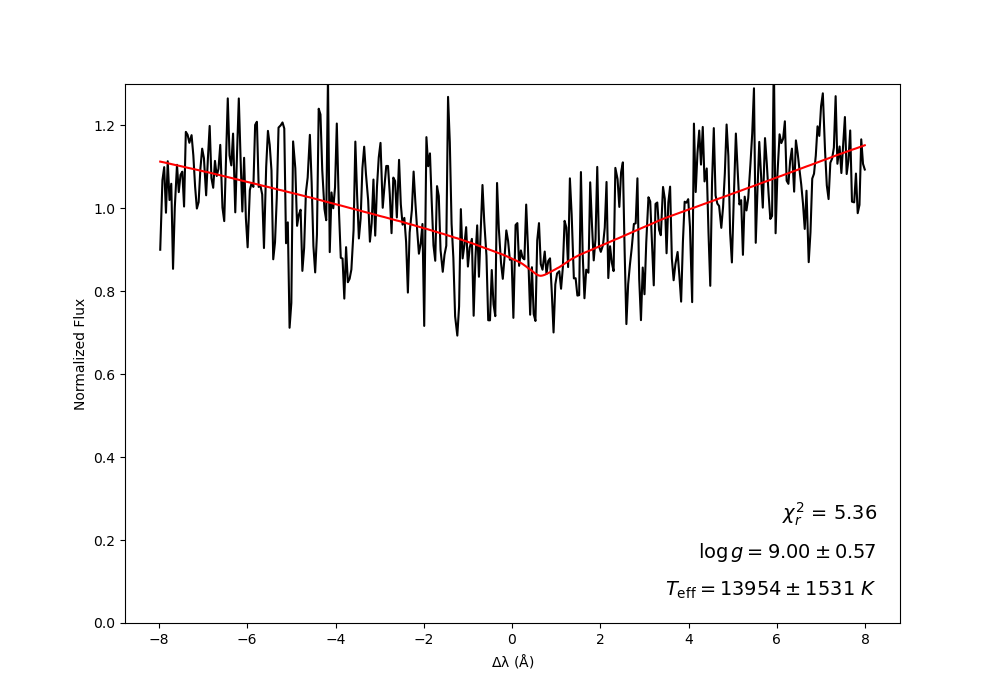 1.2
1.0
0.8
0.6
0.4
0.2
0.0
Normalized Flux
χ²ᵣ = 5.36
log g = 9.00 ± 0.57
T_eff = 13954 ± 1531 K
−8 −6 −4 −2 0 2 4 6 8
Δλ (Å)